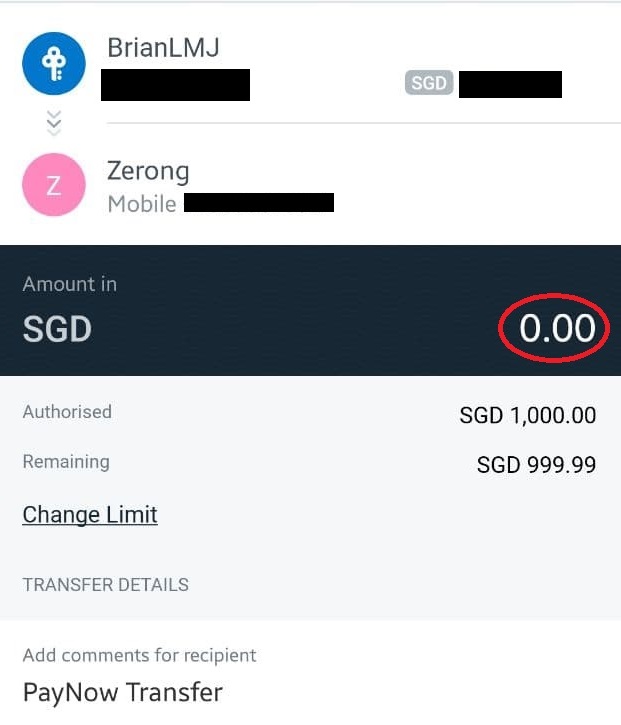 BrianLMJ
SGD
Z
Zerong
Mobile
Amount in
SGD 0.00
Authorised SGD 1,000.00
Remaining SGD 999.99
Change Limit
TRANSFER DETAILS
Add comments for recipient
PayNow Transfer